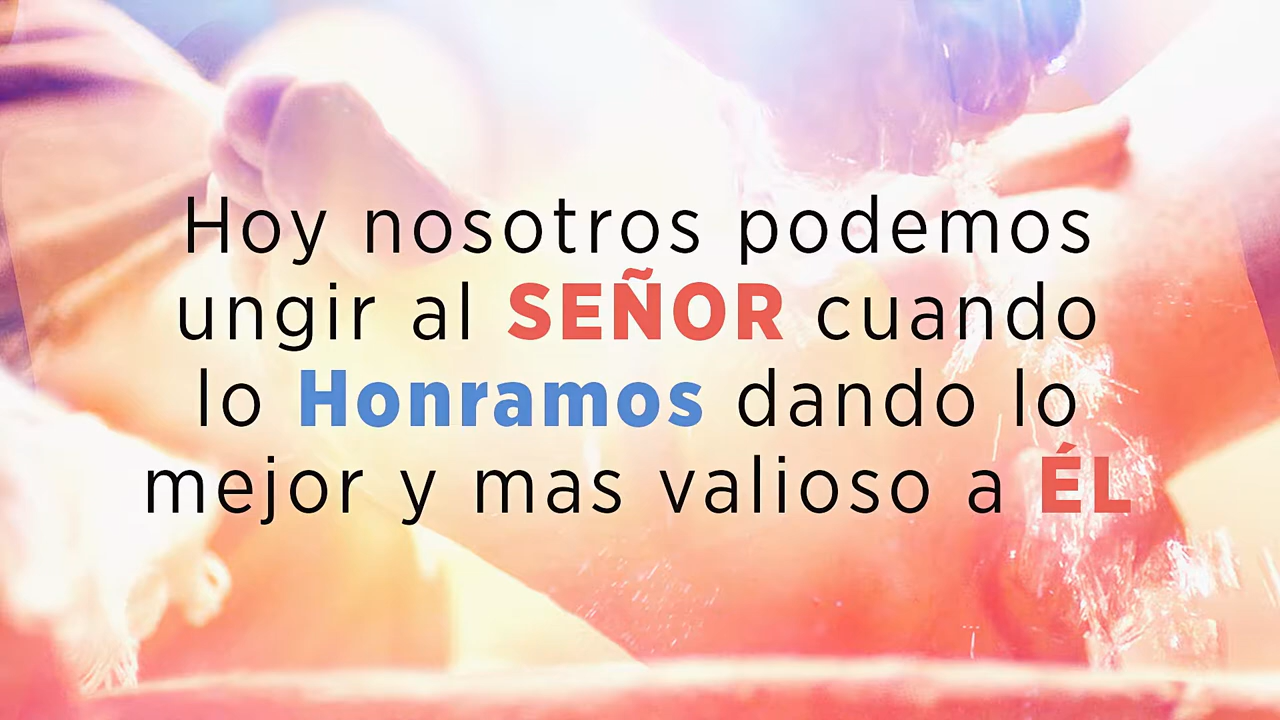 Hoy nosotros podemos
ungir al SEÑOR cuando
lo Honramos dando lo
mejor y mas valioso a ÉL